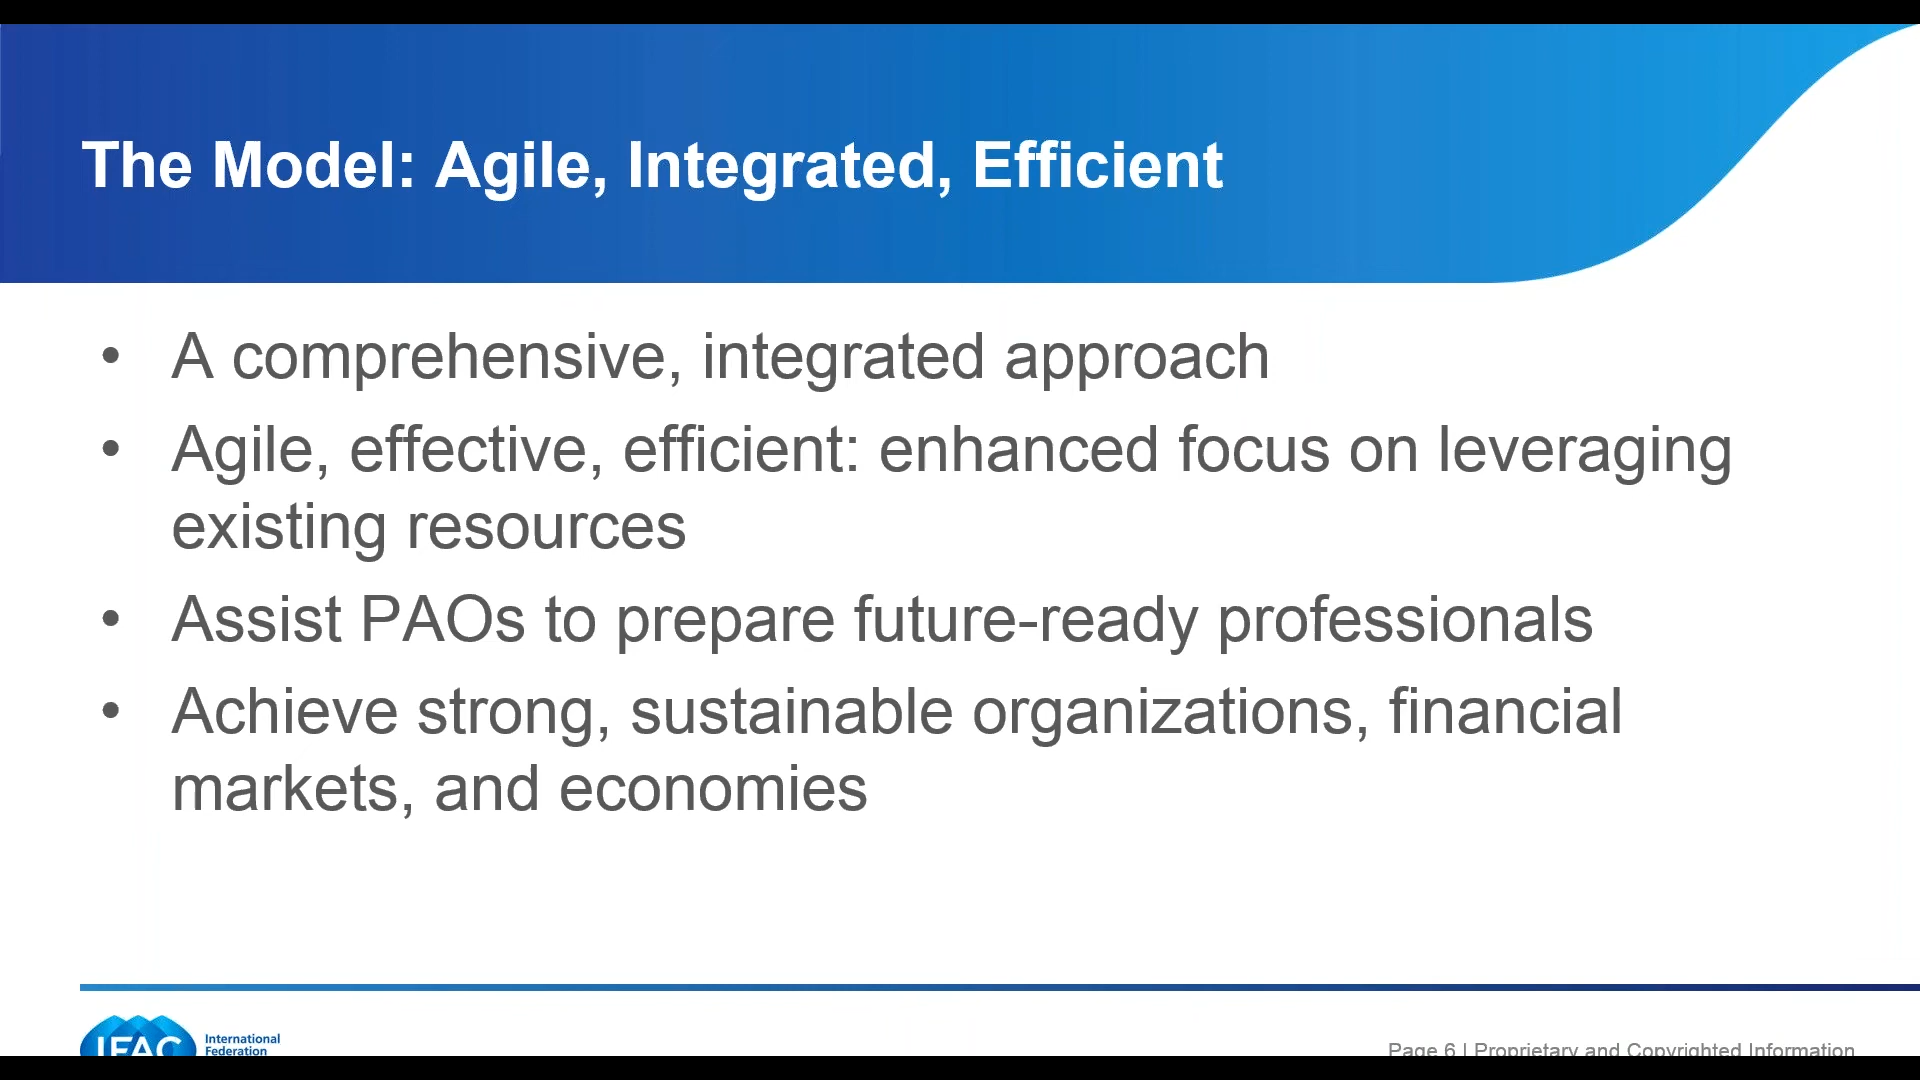 The Model: Agile, Integrated, Efficient
• A comprehensive, integrated approach
• Agile, effective, efficient: enhanced focus on leveraging
existing resources
• Assist PAOs to prepare future-ready professionals
• Achieve strong, sustainable organizations, financial
markets, and economies
IFAC
International
Federation
Page 6 | Proprietary and Copyrighted Information